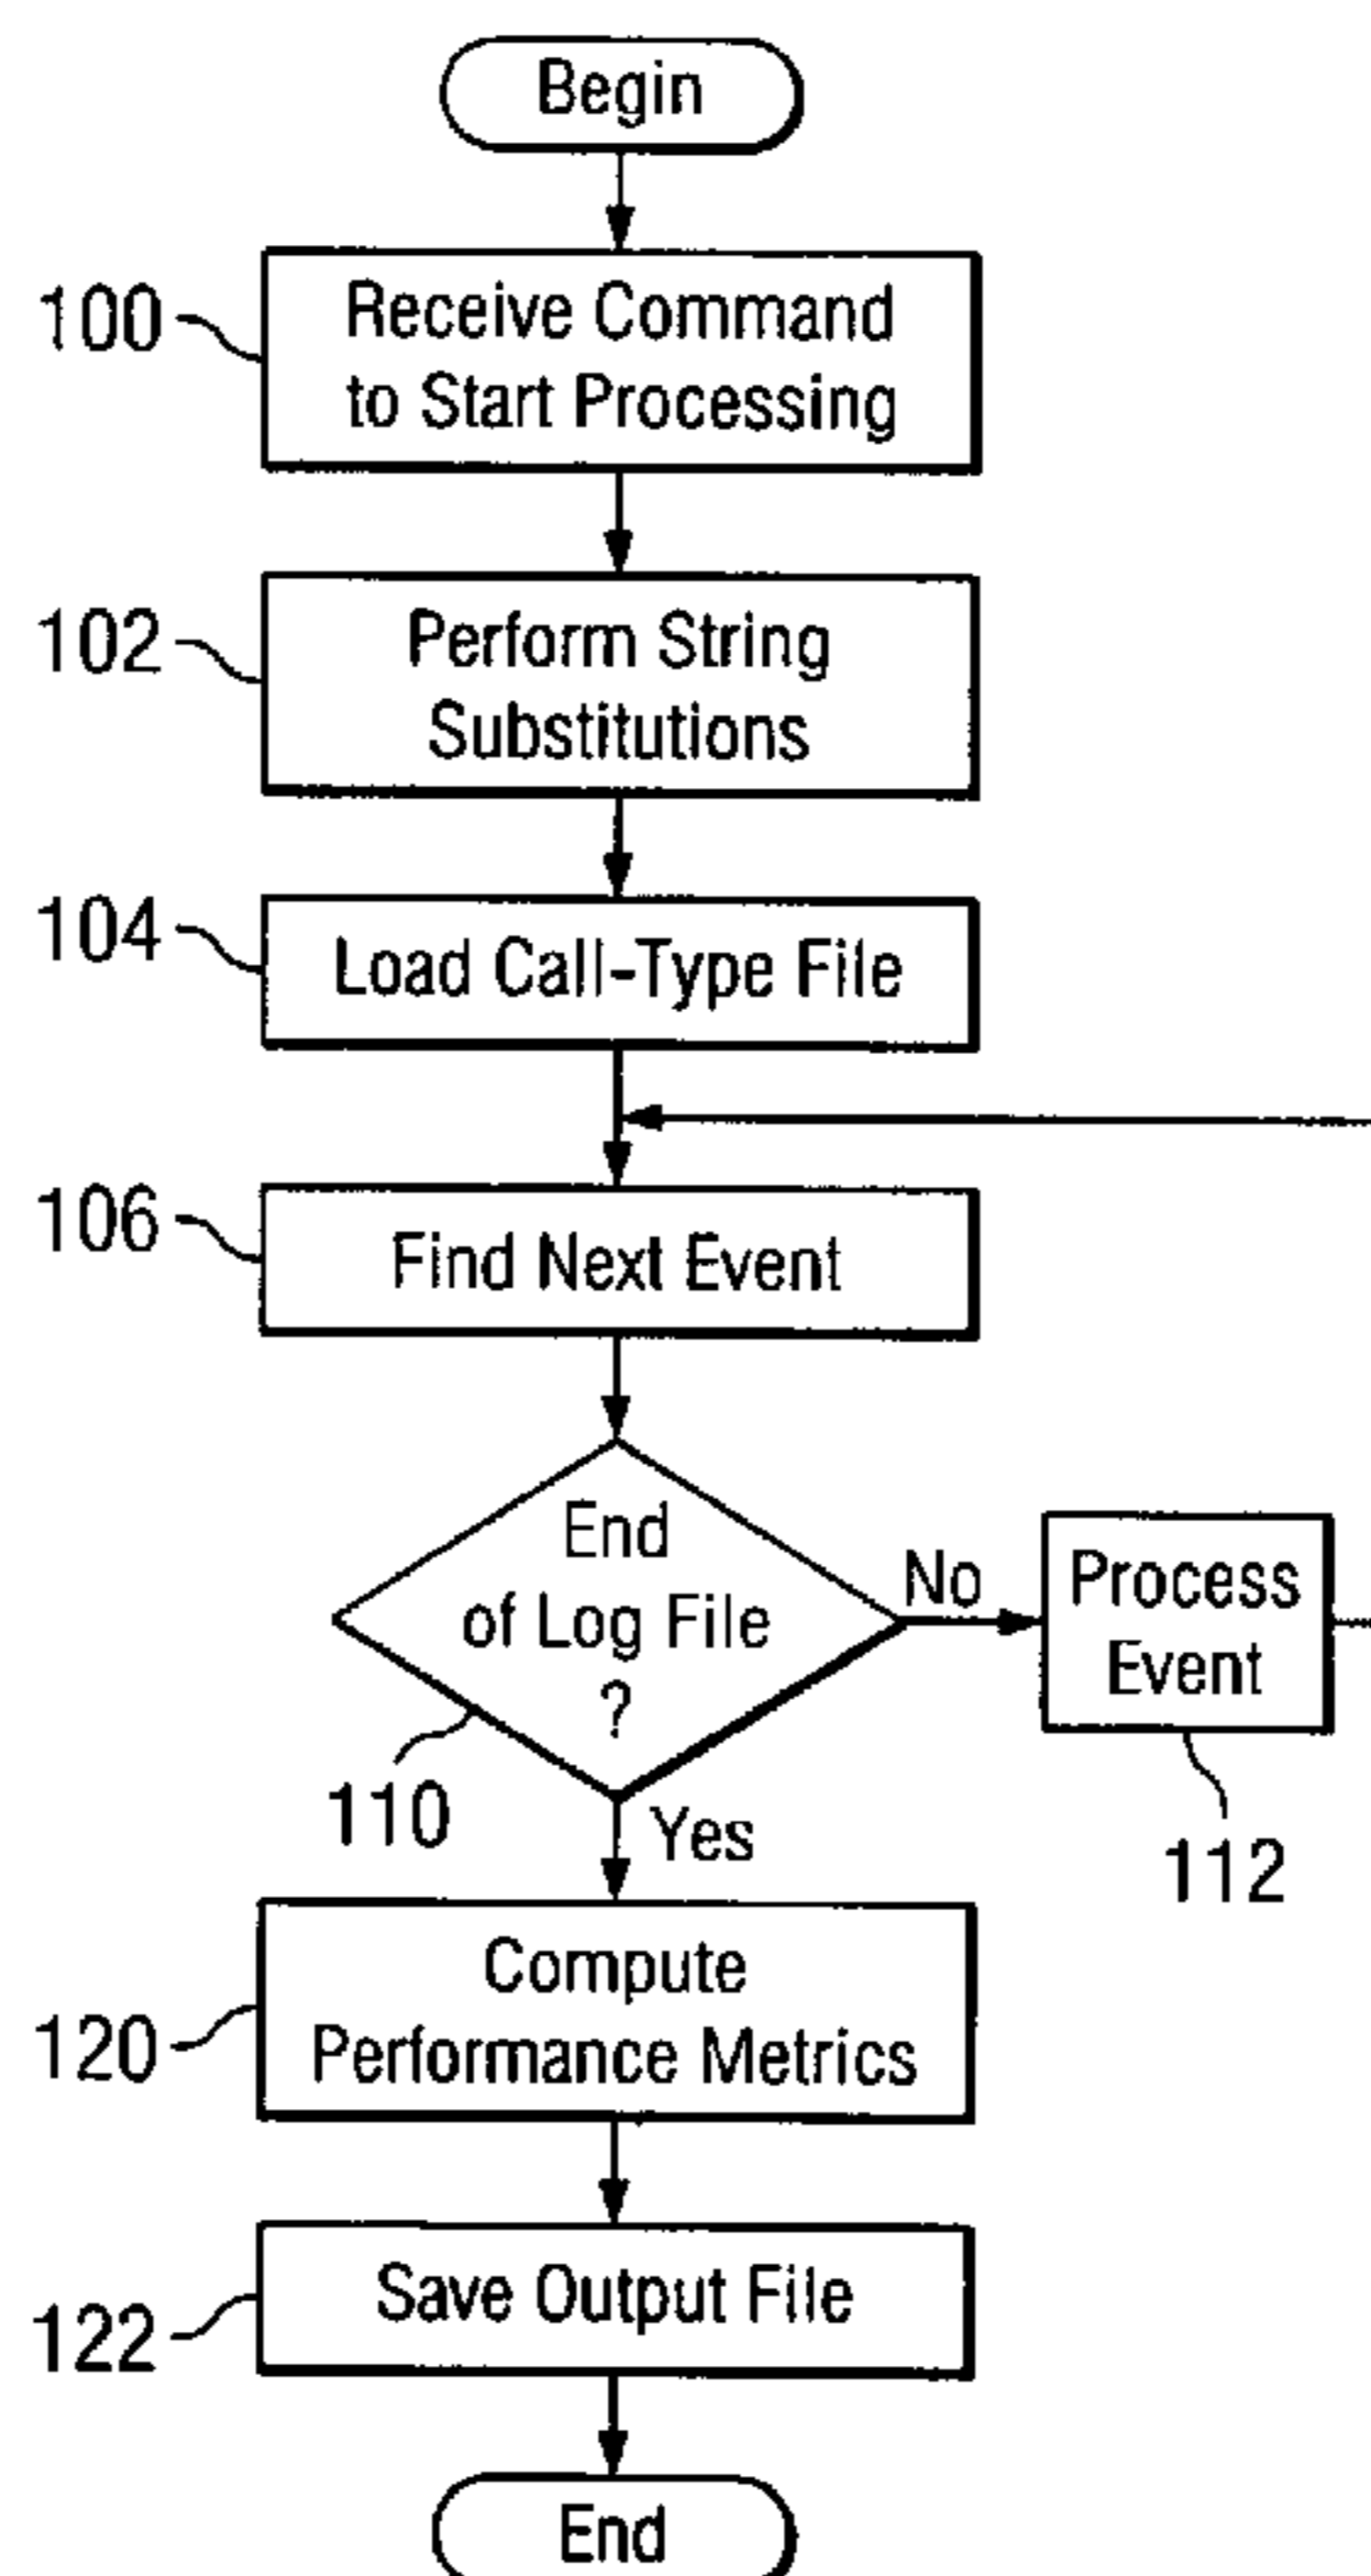 Begin
100
Receive Command
to Start Processing
102
Perform String
Substitutions
104
Load Call-Type File
106
Find Next Event
End
of Log File
?
No
Process
Event
110
112
Yes
120
Compute
Performance Metrics
122
Save Output File
End